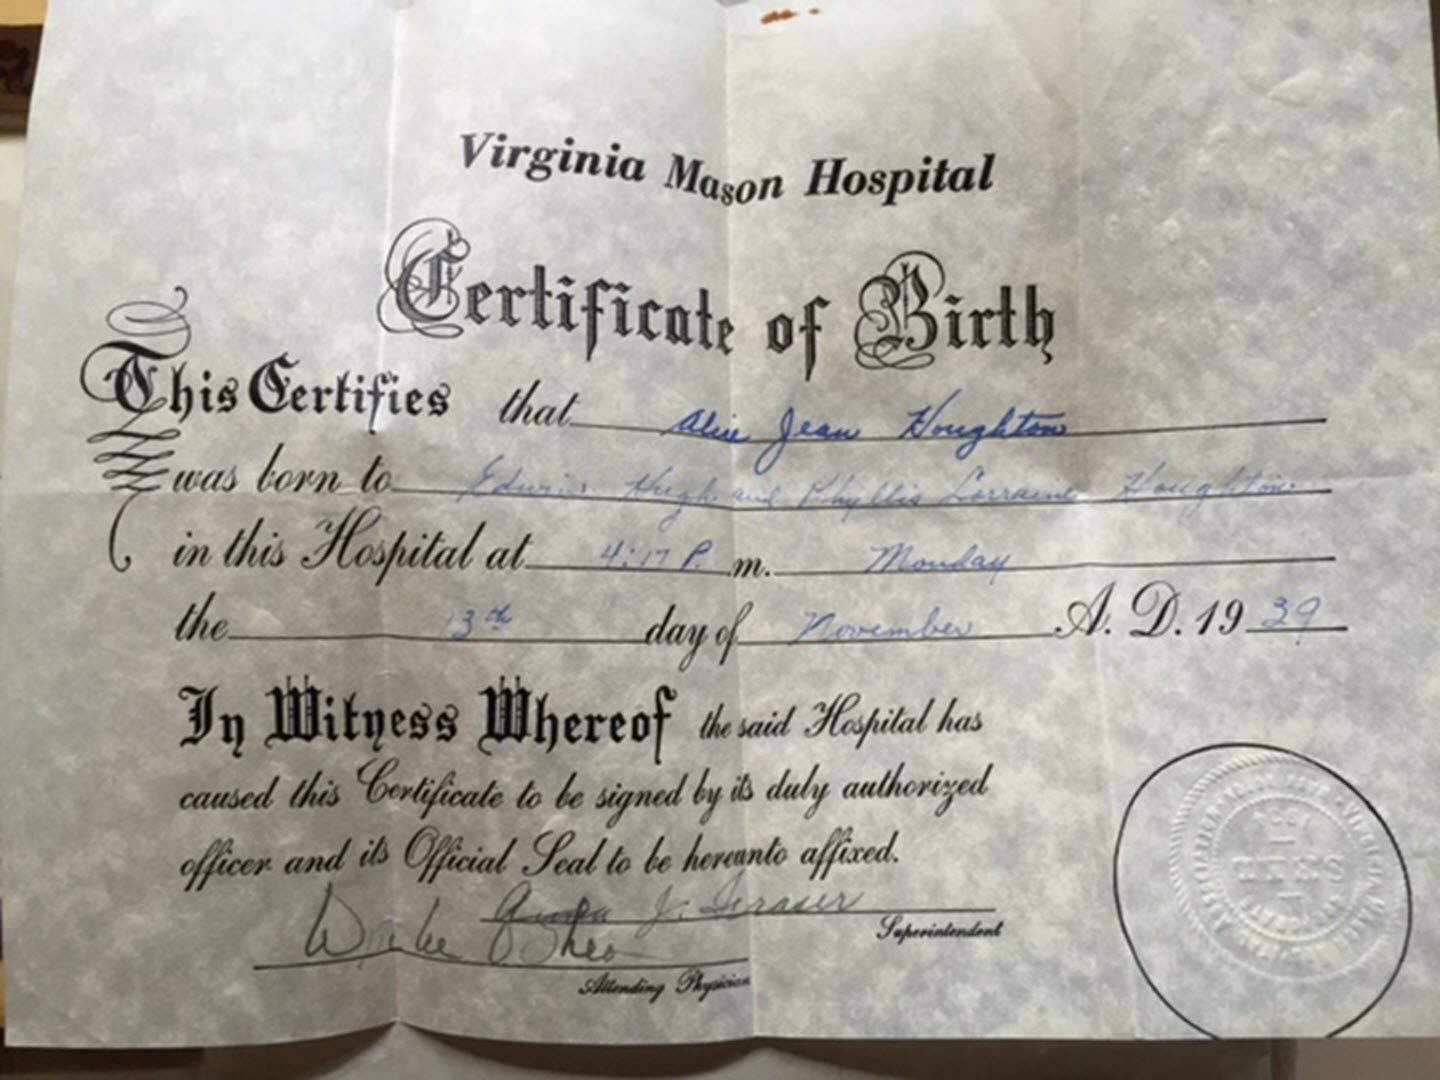 Virginia Mason Hospital
Certificate of Birth
This Certifies that Alice Jean Houghton
was born to Edwin Hugh and Phyllis Lorraine Houghton
in this Hospital at 4:17 P. m. Monday
the 13th day of November A. D. 19 39
In Witness Whereof the said Hospital has
caused this Certificate to be signed by its duly authorized
officer and its Official Seal to be hereunto affixed.
J. Fraser
Superintendent
Attending Physician